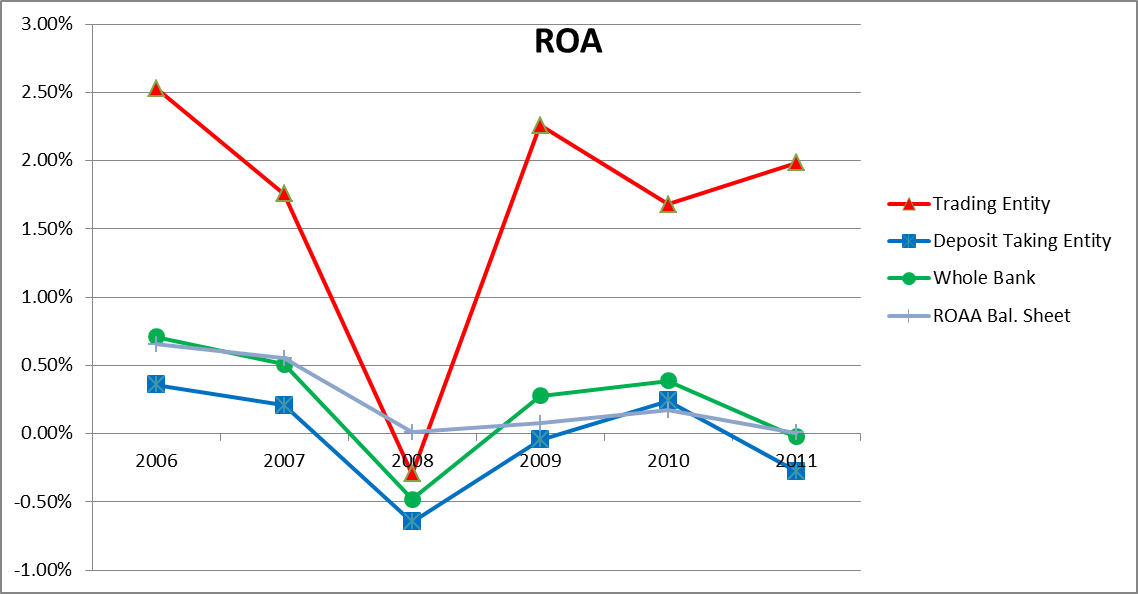 ROA
3.00%
2.50%
2.00%
1.50%
1.00%
0.50%
0.00%
-0.50%
-1.00%
2006 2007 2008 2009 2010 2011
Trading Entity
Deposit Taking Entity
Whole Bank
ROAA Bal. Sheet